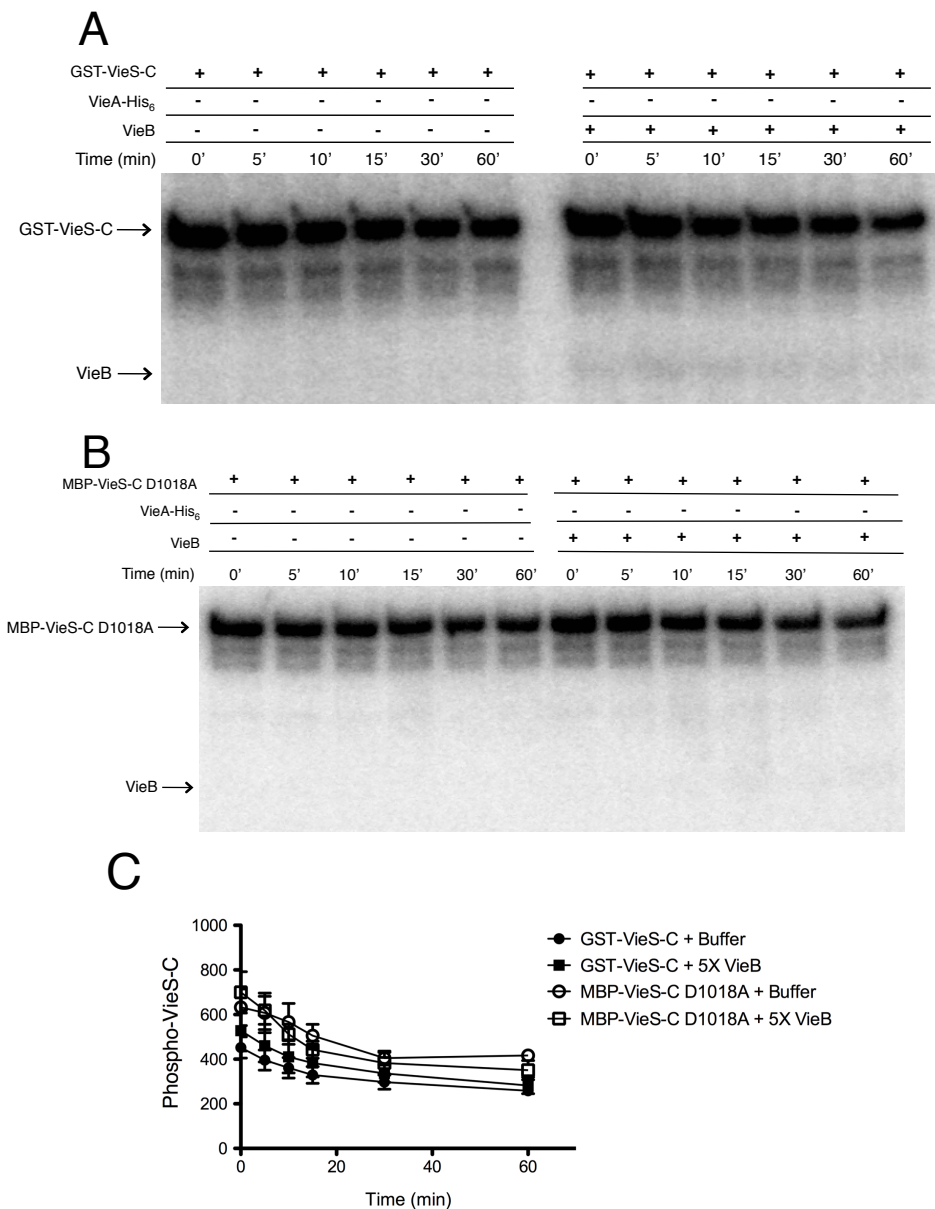 A
GST-VieS-C + + + + + + + + + + + +
VieA-His6 - - - - - - - - - - - -
VieB - - - - - - + + + + + +
Time (min) 0' 5' 10' 15' 30' 60' 0' 5' 10' 15' 30' 60'
GST-VieS-C
VieB
B
MBP-VieS-C D1018A + + + + + + + + + + + +
VieA-His6 - - - - - - - - - - - -
VieB - - - - - - + + + + + +
Time (min) 0' 5' 10' 15' 30' 60' 0' 5' 10' 15' 30' 60'
MBP-VieS-C D1018A
VieB
C
Phospho-VieS-C
1000
800
600
400
200
0
0 20 40 60
Time (min)
GST-VieS-C + Buffer
GST-VieS-C + 5X VieB
MBP-VieS-C D1018A + Buffer
MBP-VieS-C D1018A + 5X VieB